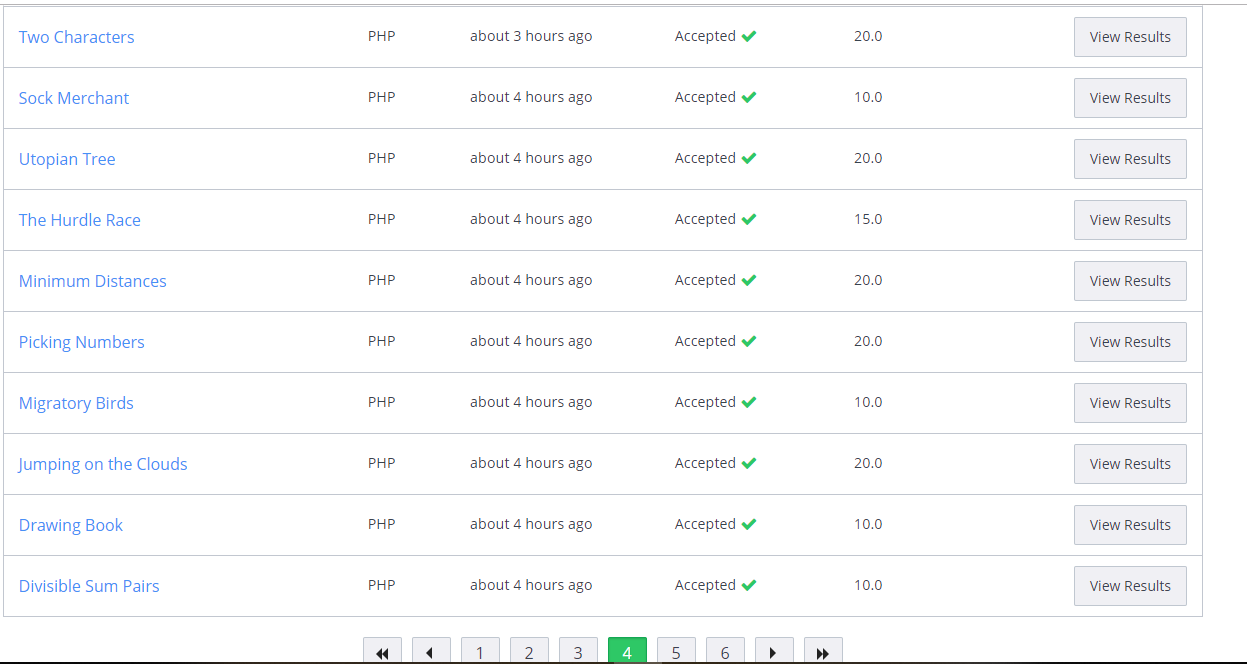 Two Characters PHP about 3 hours ago Accepted 20.0 View Results
Sock Merchant PHP about 4 hours ago Accepted 10.0 View Results
Utopian Tree PHP about 4 hours ago Accepted 20.0 View Results
The Hurdle Race PHP about 4 hours ago Accepted 15.0 View Results
Minimum Distances PHP about 4 hours ago Accepted 20.0 View Results
Picking Numbers PHP about 4 hours ago Accepted 20.0 View Results
Migratory Birds PHP about 4 hours ago Accepted 10.0 View Results
Jumping on the Clouds PHP about 4 hours ago Accepted 20.0 View Results
Drawing Book PHP about 4 hours ago Accepted 10.0 View Results
Divisible Sum Pairs PHP about 4 hours ago Accepted 10.0 View Results
1 2 3 4 5 6